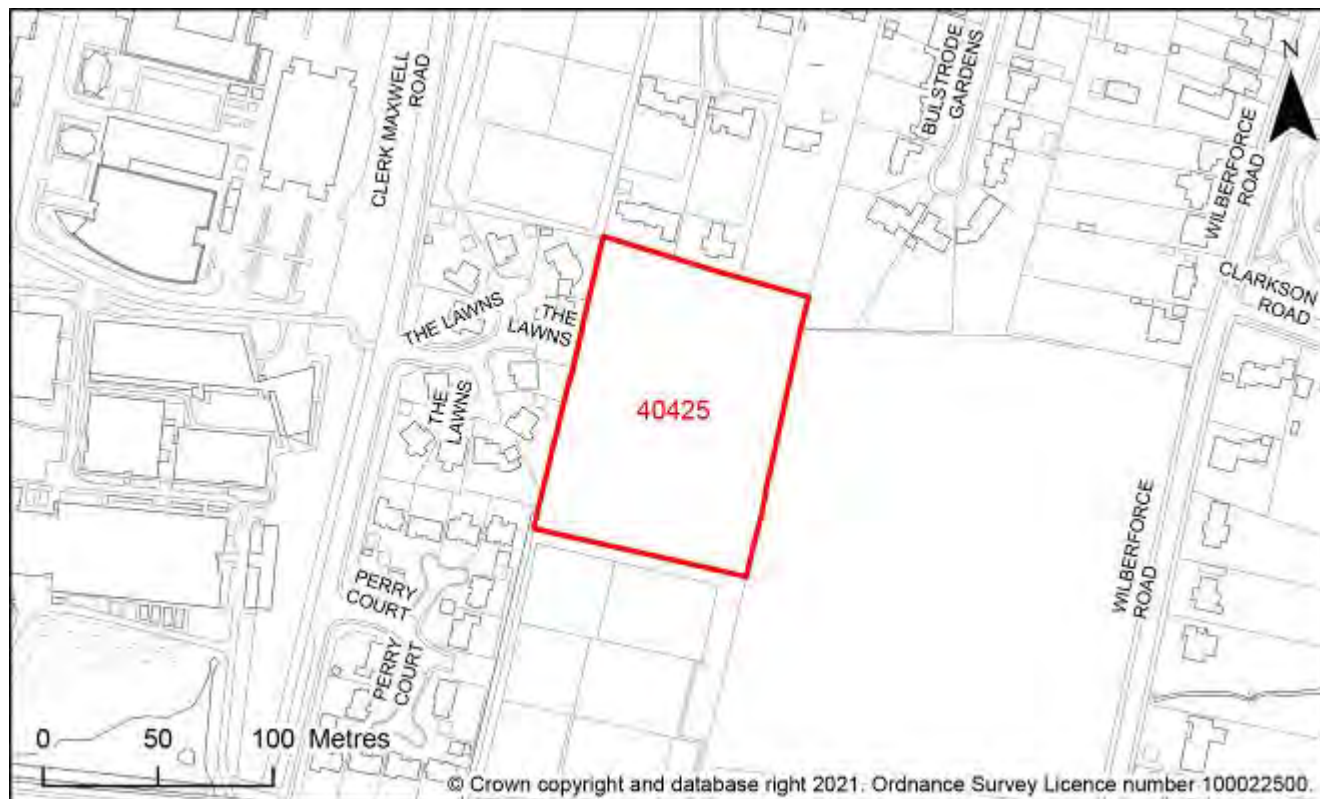 CLERK MAXWELL
ROAD
BULSTRODE
GARDENS
N
WILBERFORCE
ROAD
CLARKSON
ROAD
THE LAWNS
THE
LAWNS
THE
LAWNS
40425
WILBERFORCE
ROAD
PERRY
COURT
PERRY
COURT
0 50 100 Metres
© Crown copyright and database right 2021. Ordnance Survey Licence number 100022500.